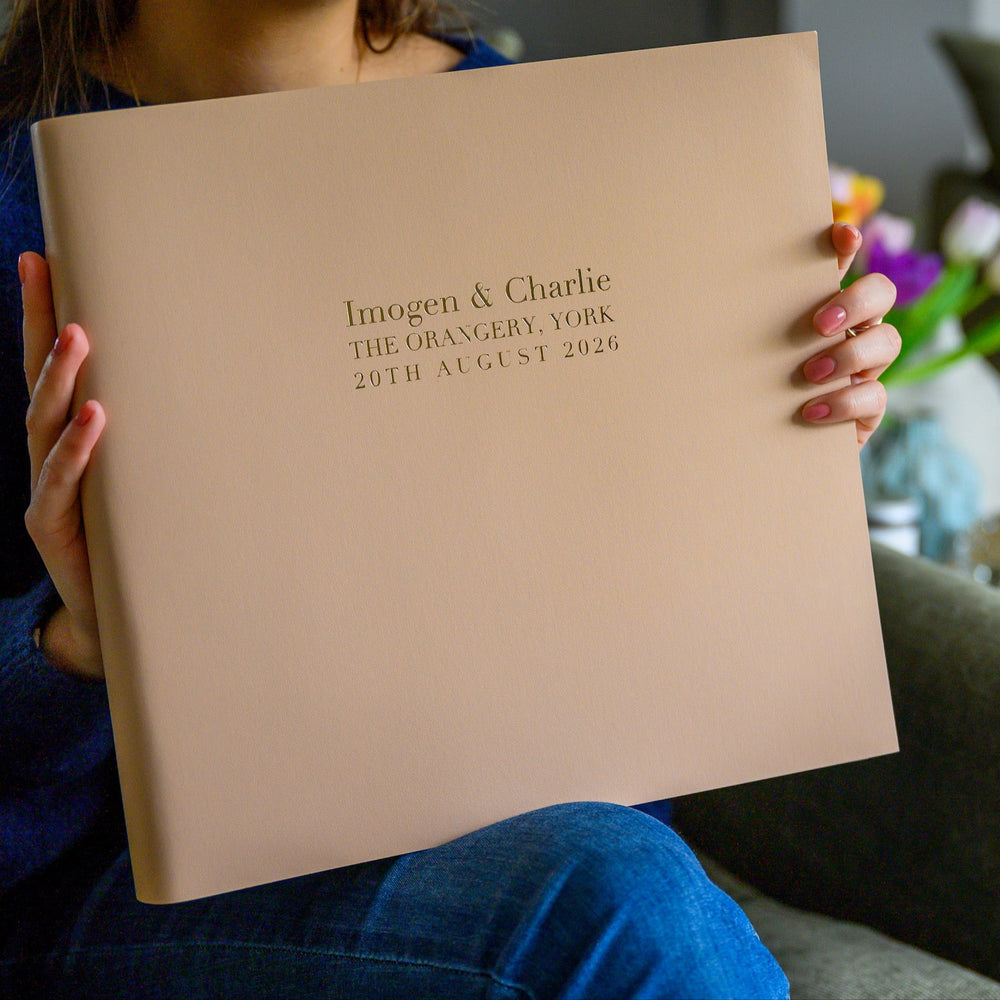 Imogen & Charlie
THE ORANGERY, YORK
20TH AUGUST 2026